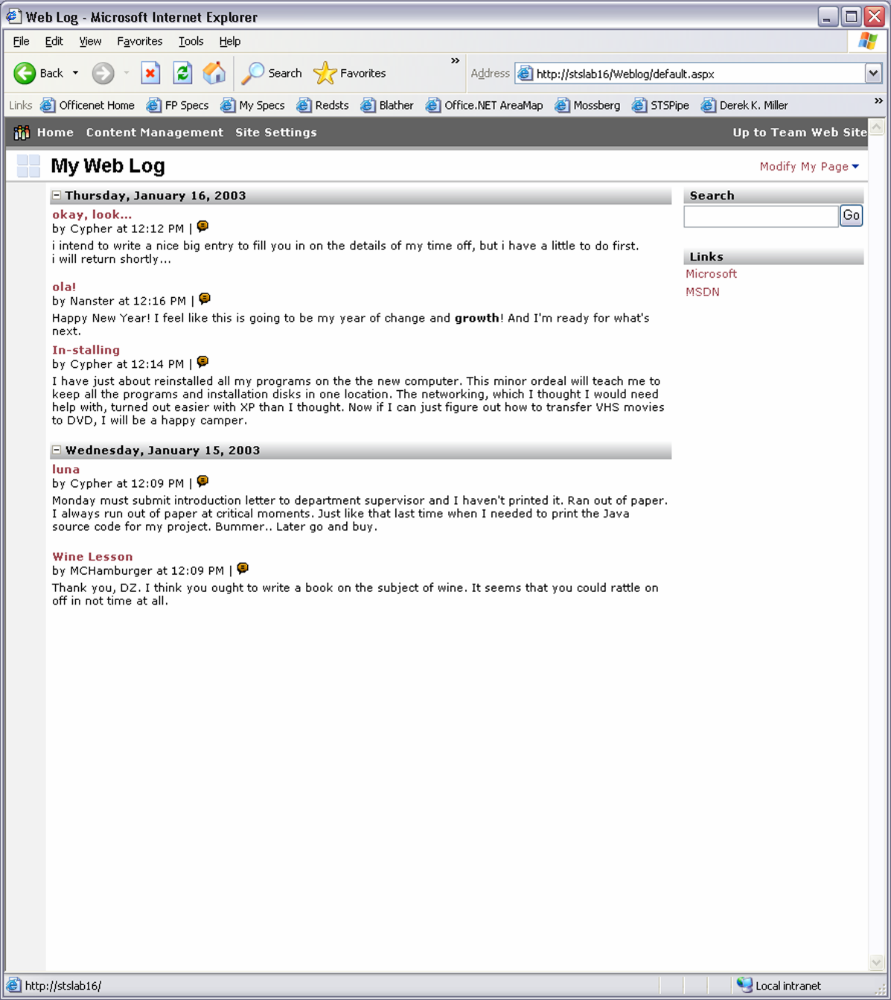 Web Log - Microsoft Internet Explorer
File Edit View Favorites Tools Help
Back Search Favorites » Address http://stslab16/Weblog/default.aspx
Links Officenet Home FP Specs My Specs Redsts Blather Office.NET AreaMap Mossberg STSPipe Derek K. Miller »
Home Content Management Site Settings Up to Team Web Site
My Web Log
Modify My Page
Thursday, January 16, 2003
okay, look...
by Cypher at 12:12 PM |
i intend to write a nice big entry to fill you in on the details of my time off, but i have a little to do first.
i will return shortly...
ola!
by Nanster at 12:16 PM |
Happy New Year! I feel like this is going to be my year of change and growth! And I'm ready for what's
next.
In-stalling
by Cypher at 12:14 PM |
I have just about reinstalled all my programs on the the new computer. This minor ordeal will teach me to
keep all the programs and installation disks in one location. The networking, which I thought I would need
help with, turned out easier with XP than I thought. Now if I can just figure out how to transfer VHS movies
to DVD, I will be a happy camper.
Wednesday, January 15, 2003
luna
by Cypher at 12:09 PM |
Monday must submit introduction letter to department supervisor and I haven't printed it. Ran out of paper.
I always run out of paper at critical moments. Just like that last time when I needed to print the Java
source code for my project. Bummer.. Later go and buy.
Wine Lesson
by MCHamburger at 12:09 PM |
Thank you, DZ. I think you ought to write a book on the subject of wine. It seems that you could rattle on
off in not time at all.
Search
Go
Links
Microsoft
MSDN
http://stslab16/ Local intranet